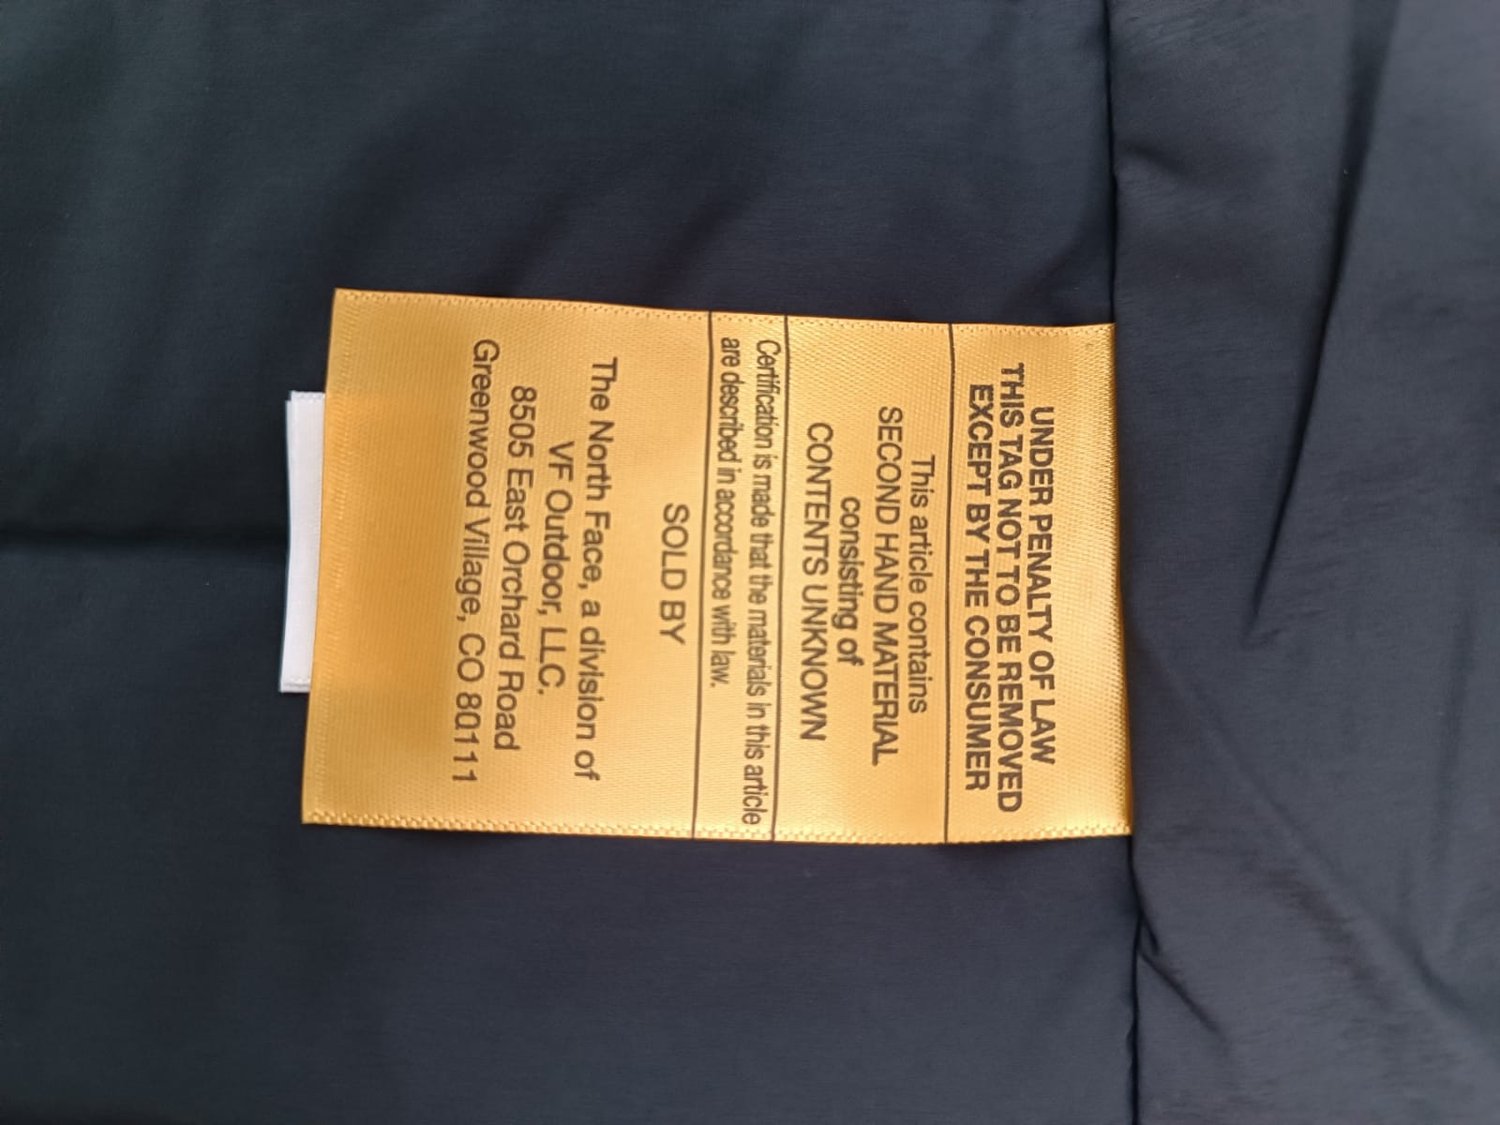 UNDER PENALTY OF LAW
THIS TAG NOT TO BE REMOVED
EXCEPT BY THE CONSUMER
This article contains
SECOND HAND MATERIAL
consisting of
CONTENTS UNKNOWN
Certification is made that the materials in this article
are described in accordance with law.
SOLD BY
The North Face, a division of
VF Outdoor, LLC.
8505 East Orchard Road
Greenwood Village, CO 80111